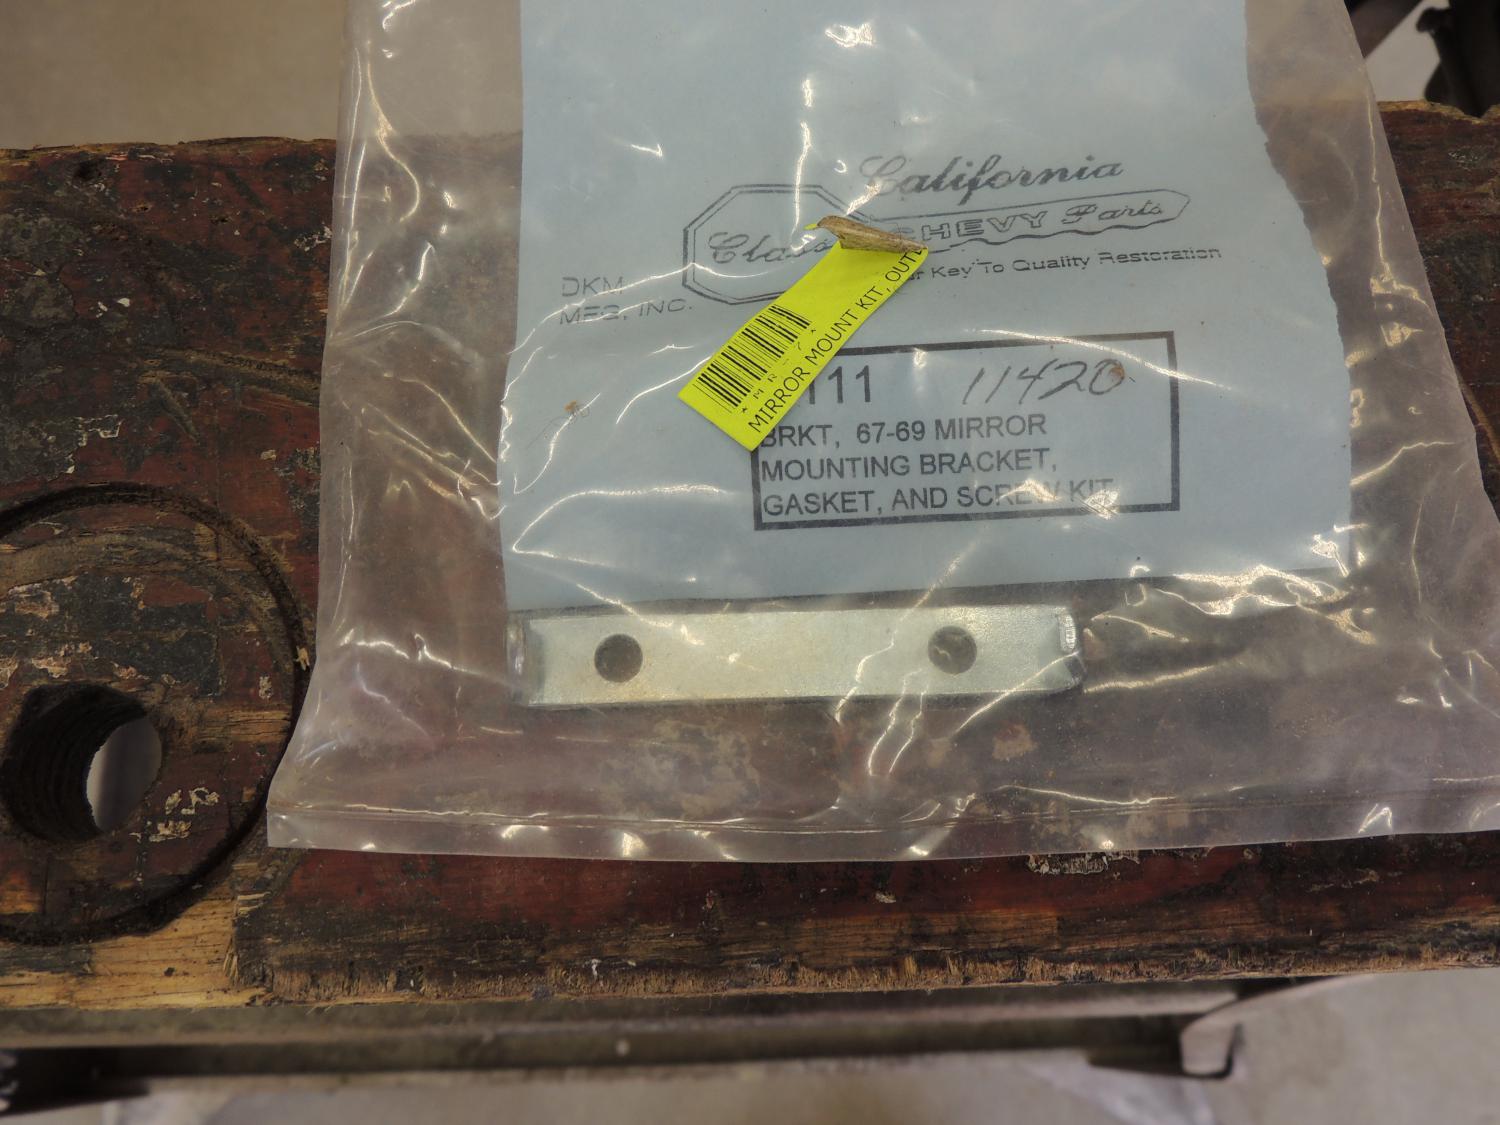 California
CHEVY Parts
Key To Quality Restoration
DKM
MFG, INC.
MIRROR MOUNT KIT,
111 11420
BRKT, 67-69 MIRROR
MOUNTING BRACKET,
GASKET, AND SCREW KIT